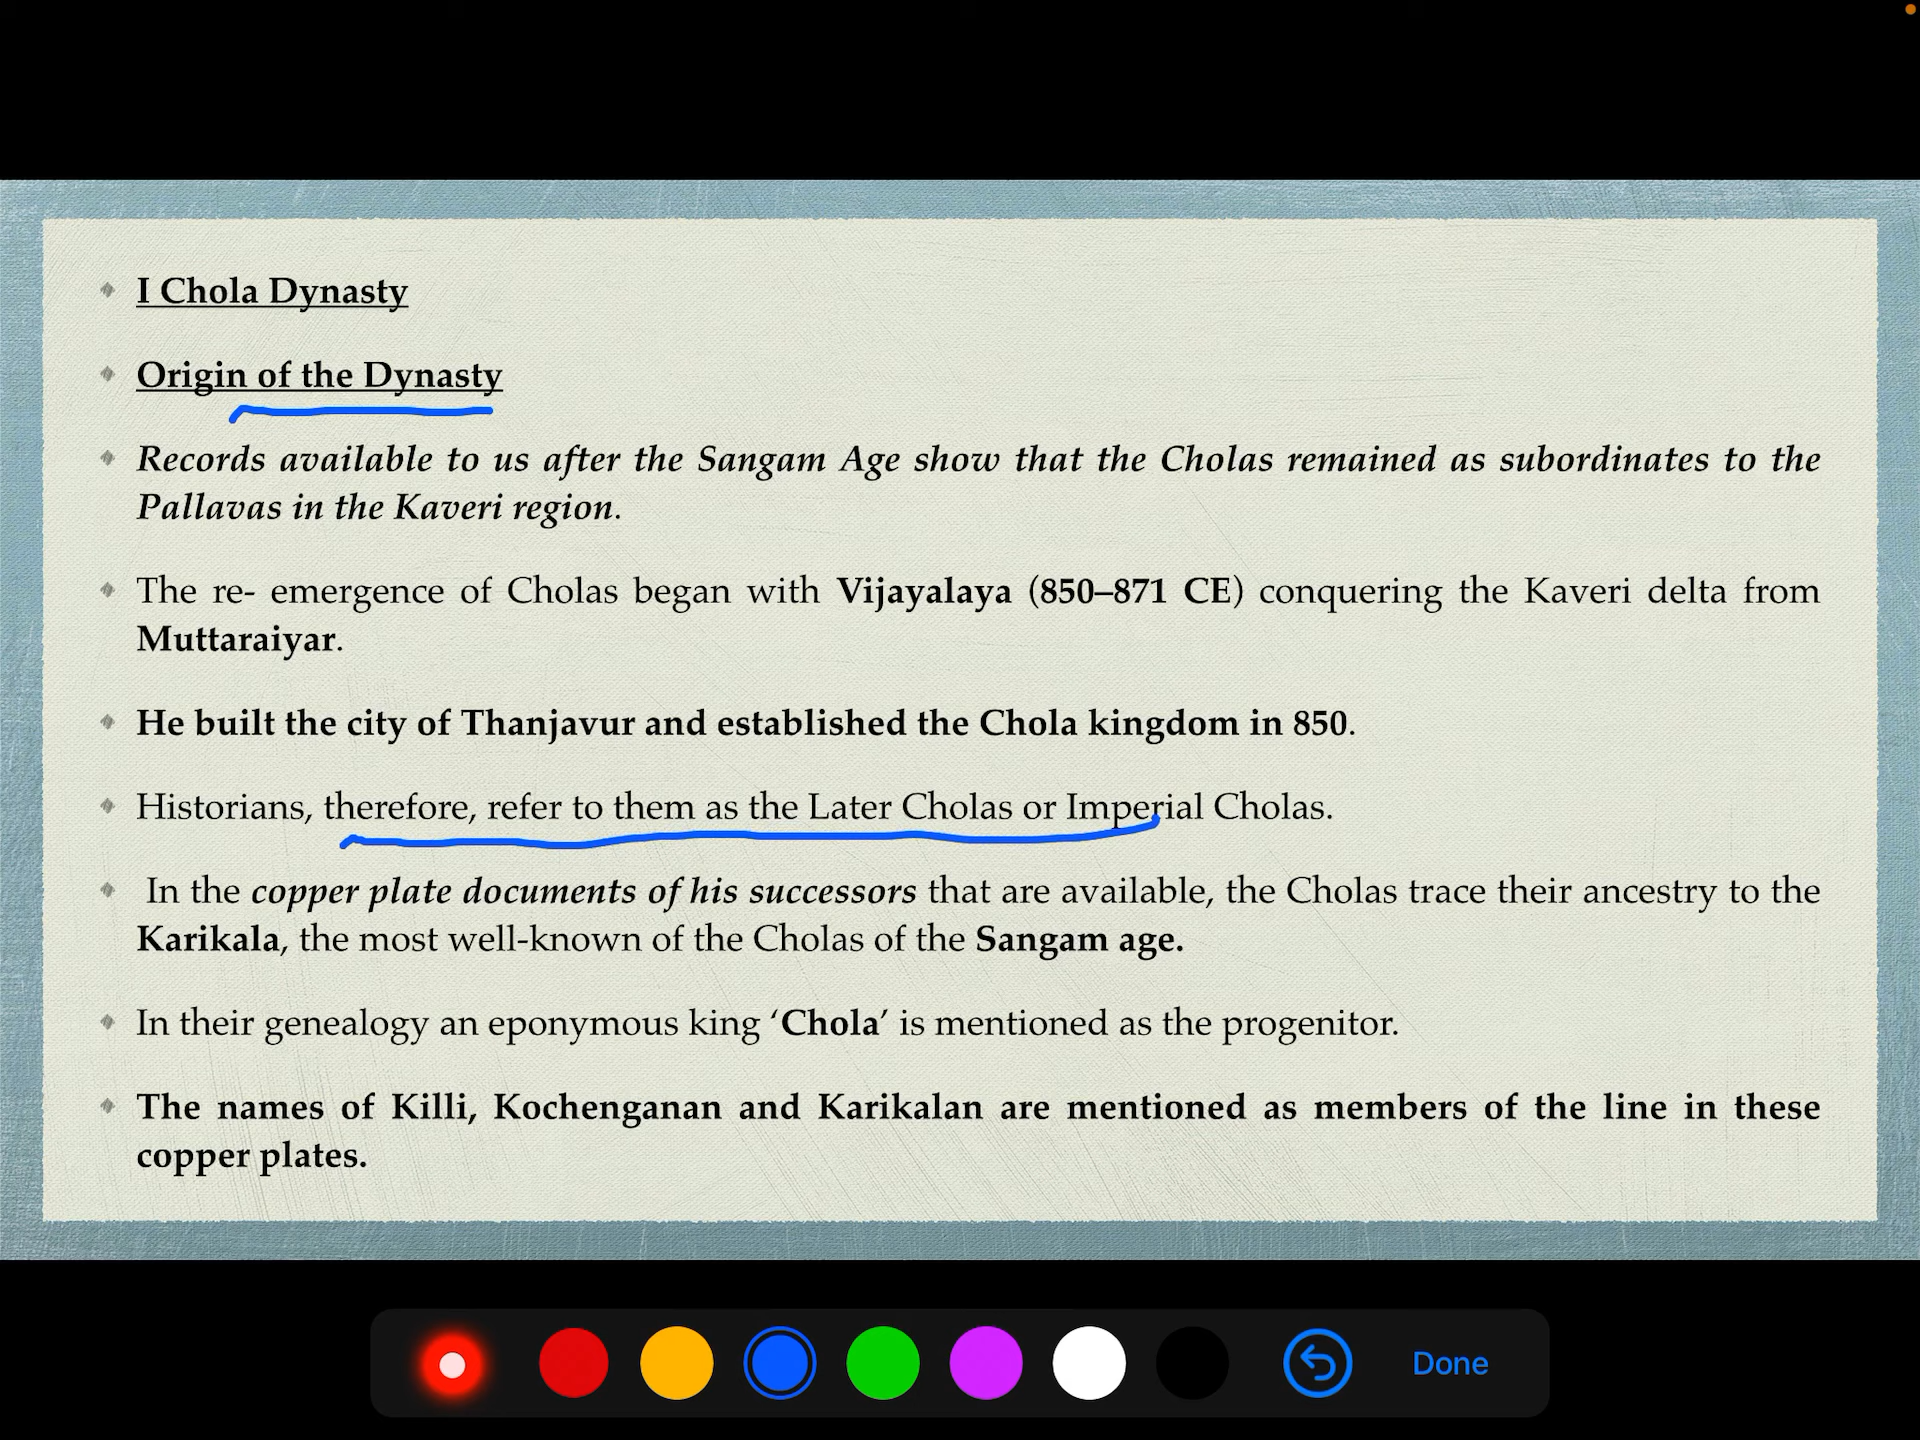 I Chola Dynasty
Origin of the Dynasty
Records available to us after the Sangam Age show that the Cholas remained as subordinates to the
Pallavas in the Kaveri region.
The re- emergence of Cholas began with Vijayalaya (850–871 CE) conquering the Kaveri delta from
Muttaraiyar.
He built the city of Thanjavur and established the Chola kingdom in 850.
Historians, therefore, refer to them as the Later Cholas or Imperial Cholas.
In the copper plate documents of his successors that are available, the Cholas trace their ancestry to the
Karikala, the most well-known of the Cholas of the Sangam age.
In their genealogy an eponymous king ‘Chola’ is mentioned as the progenitor.
The names of Killi, Kochenganan and Karikalan are mentioned as members of the line in these
copper plates.
Done